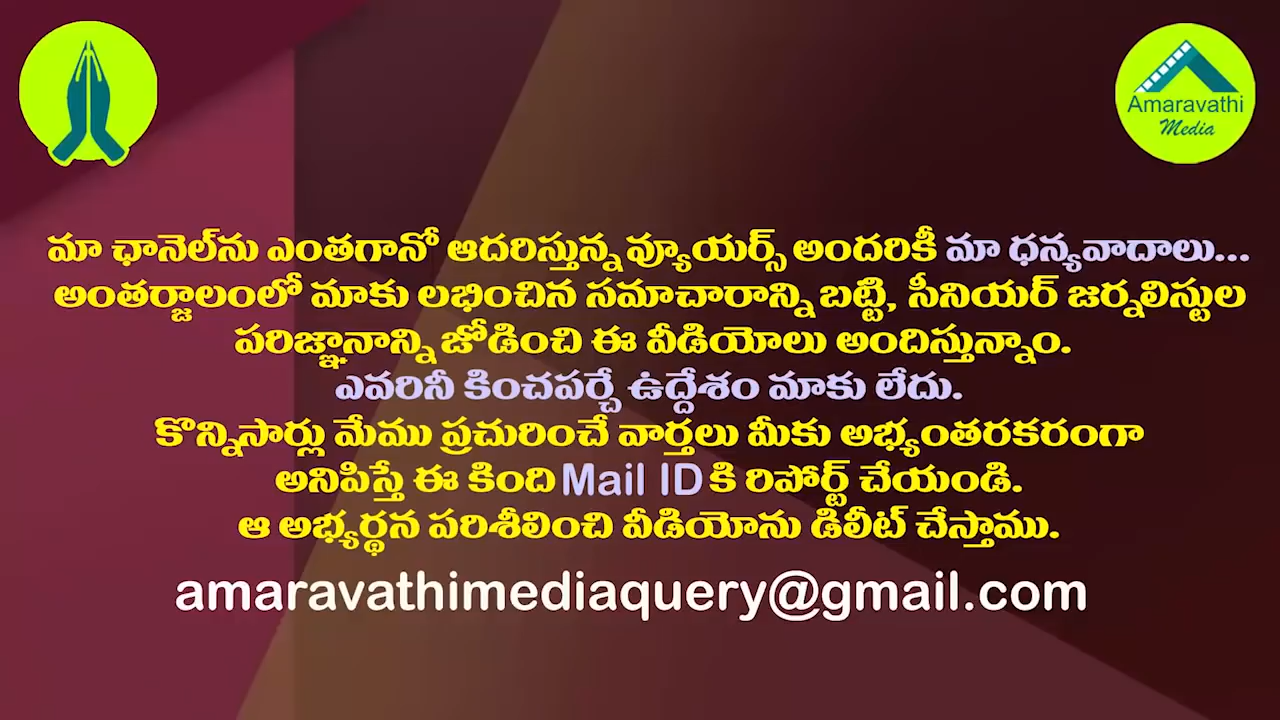 Amaravathi
Media
మా ఛానెల్‌ను ఎంతగానో ఆదరిస్తున్న వ్యూయర్స్ అందరికీ మా ధన్యవాదాలు...
అంతర్జాలంలో మాకు లభించిన సమాచారాన్ని బట్టి, సీనియర్ జర్నలిస్టుల
పరిజ్ఞానాన్ని జోడించి ఈ వీడియోలు అందిస్తున్నాం.
ఎవరినీ కించపర్చే ఉద్దేశం మాకు లేదు.
కొన్నిసార్లు మేము ప్రచురించే వార్తలు మీకు అభ్యంతరకరంగా
అనిపిస్తే ఈ కింది Mail ID కి రిపోర్ట్ చేయండి.
ఆ అభ్యర్థన పరిశీలించి వీడియోను డిలీట్ చేస్తాము.
amaravathimediaquery@gmail.com